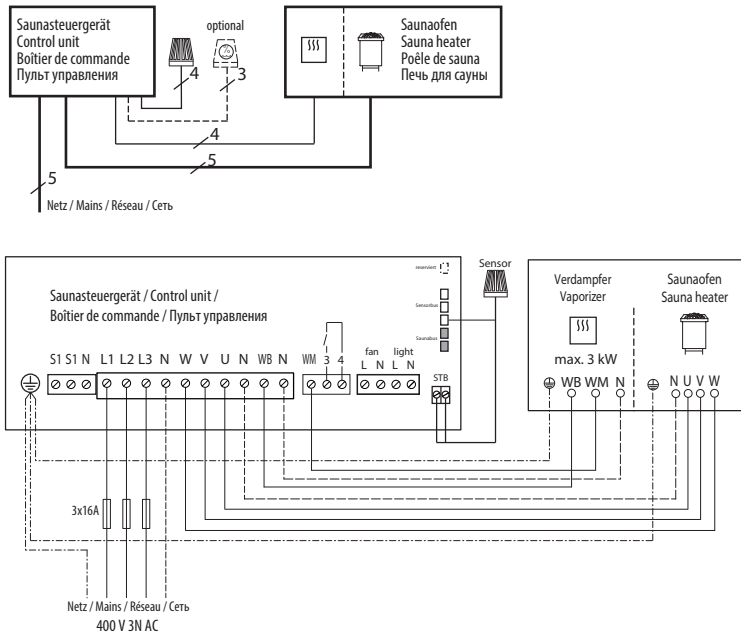 Saunasteuergerät
Control unit
Boîtier de commande
Пульт управления
optional
%
4
3
Saunaofen
Sauna heater
Poêle de sauna
Печь для сауны
4
5
5
Netz / Mains / Réseau / Сеть
Saunasteuergerät / Control unit /
Boîtier de commande / Пульт управления
reserviert
Sensorbus
Saunabus
Sensor
Verdampfer
Vaporizer
max. 3 kW
Saunaofen
Sauna heater
fan light
S1 S1 N L1 L2 L3 N W V U N WB N WM 3 4 L N L N
STB
WB WM N N U V W
3x16A
Netz / Mains / Réseau / Сеть
400 V 3N AC